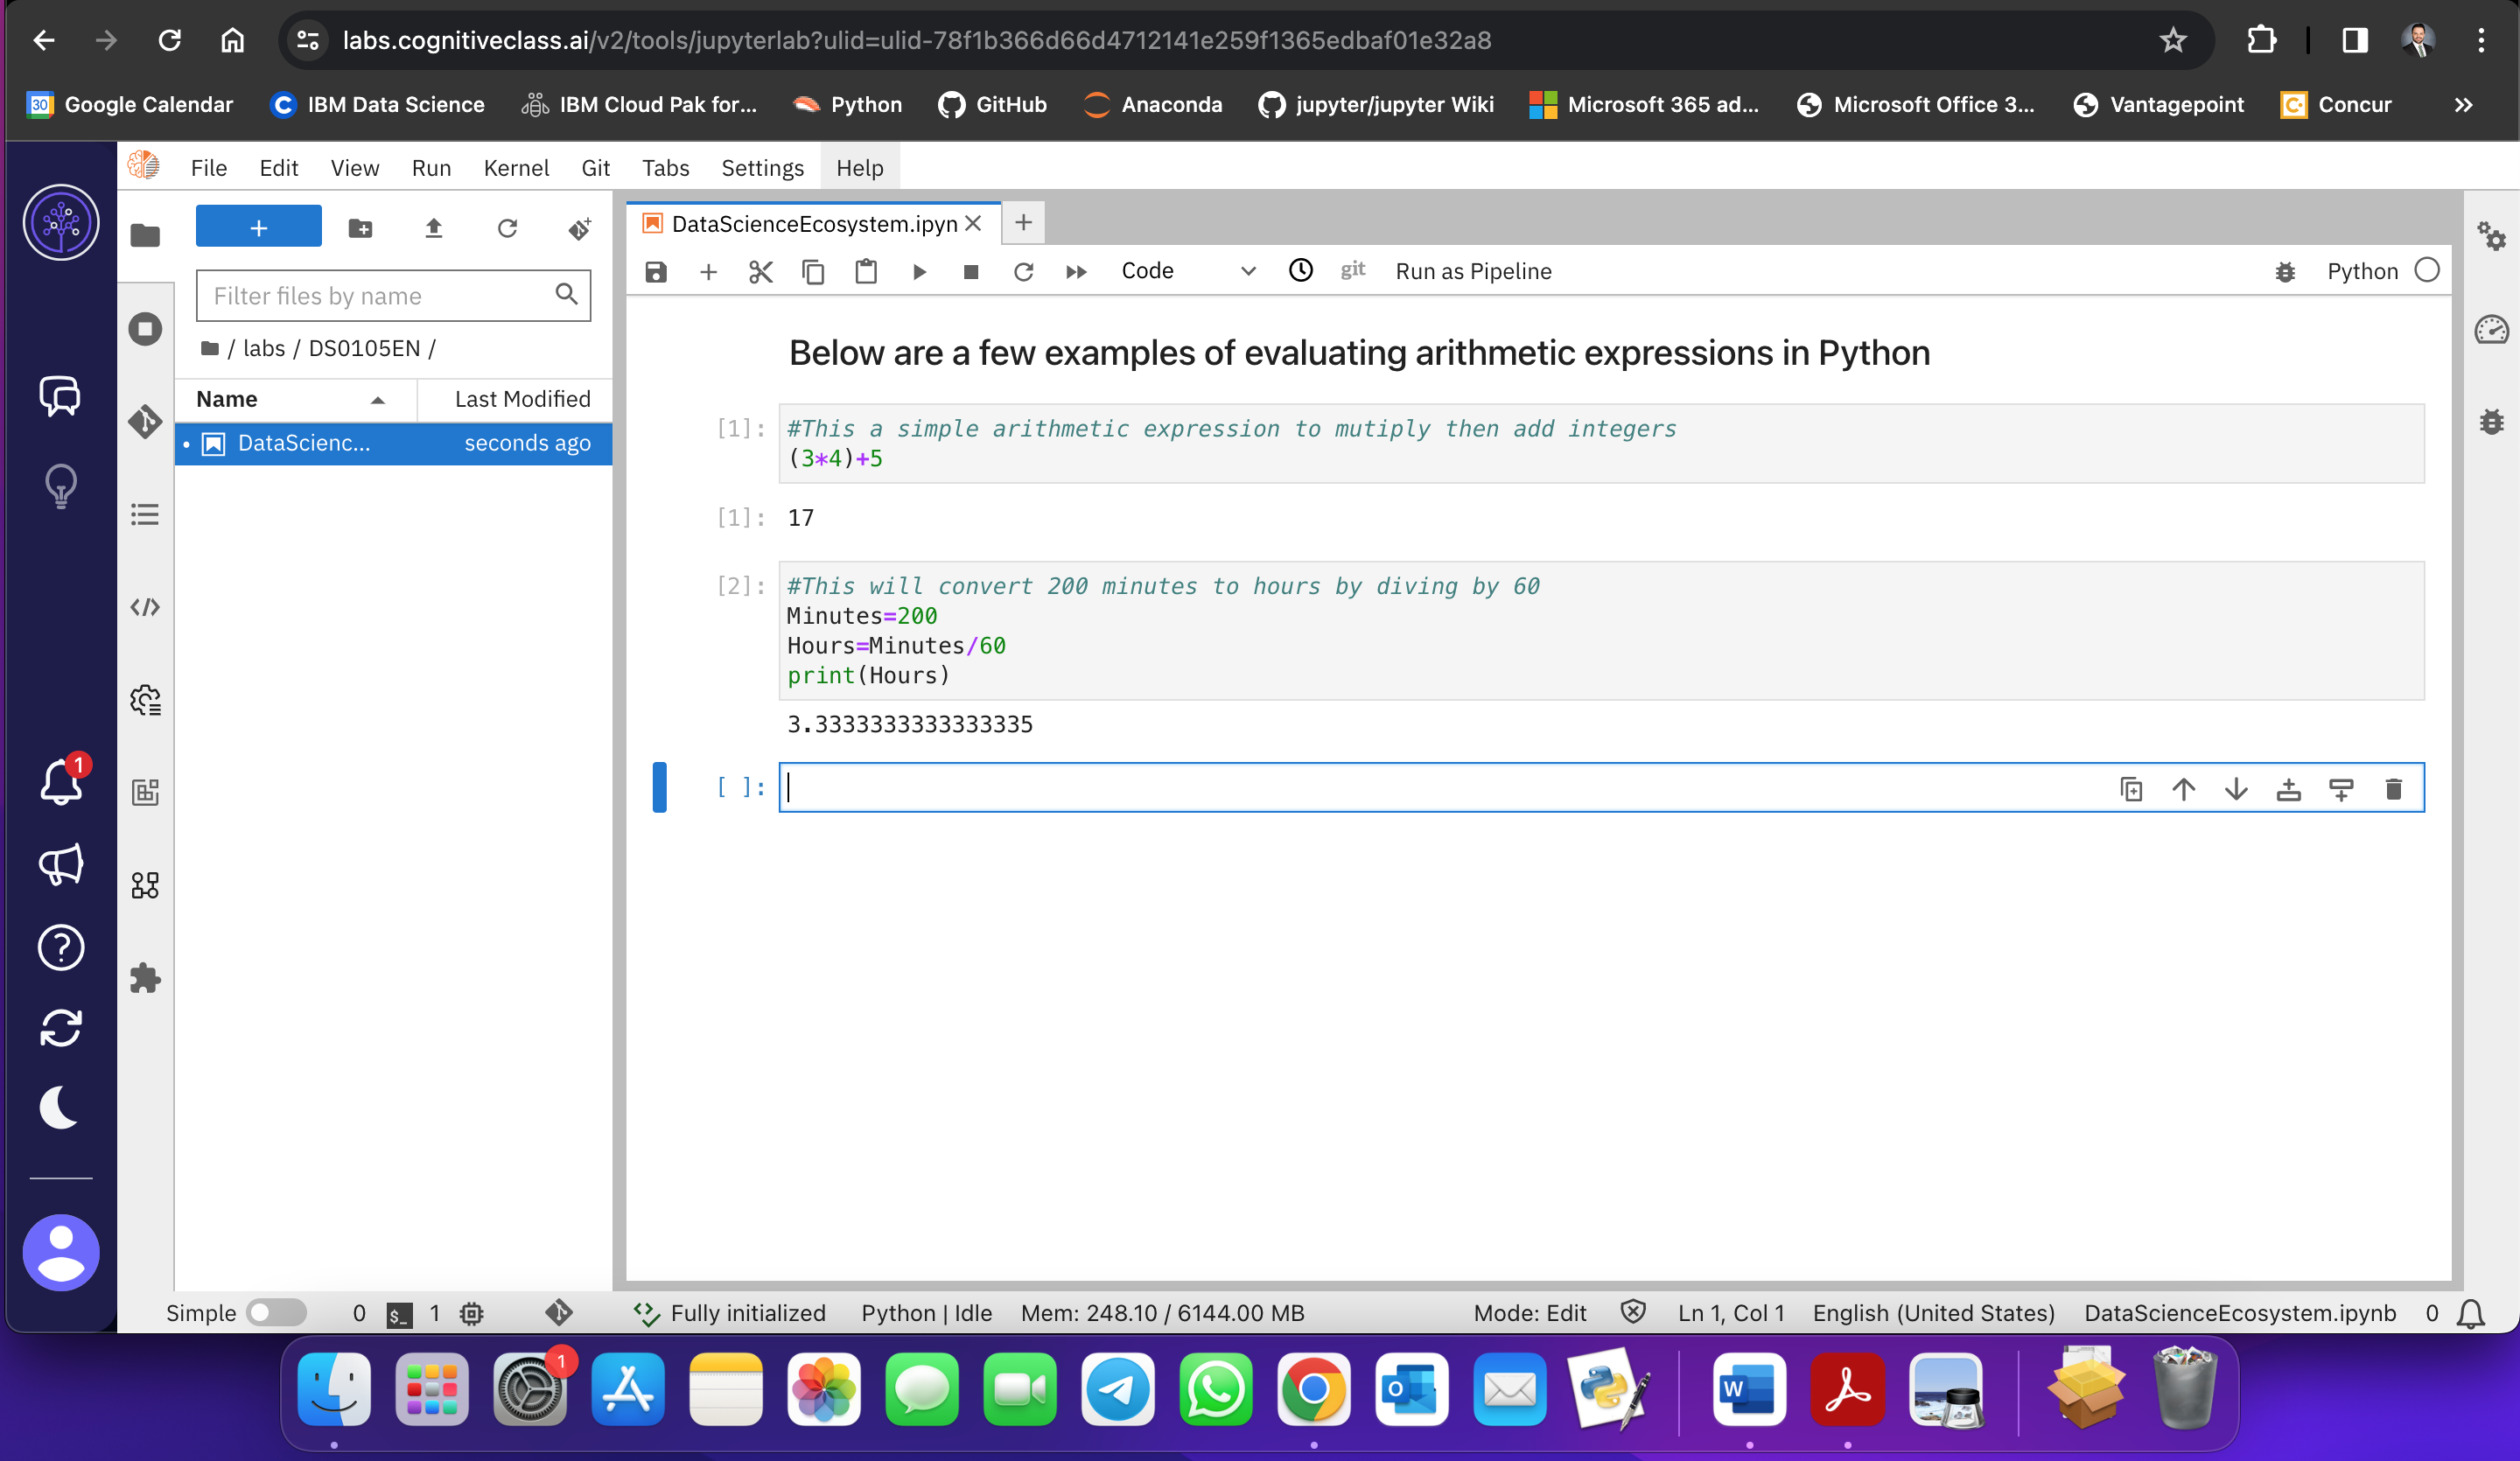 labs.cognitiveclass.ai/v2/tools/jupyterlab?ulid=ulid-78f1b366d66d4712141e259f1365edbaf01e32a8
30 Google Calendar C IBM Data Science IBM Cloud Pak for... Python GitHub Anaconda jupyter/jupyter Wiki Microsoft 365 ad... Microsoft Office 3... Vantagepoint C Concur »
File Edit View Run Kernel Git Tabs Settings Help
DataScienceEcosystem.ipyn
Code git Run as Pipeline Python
Filter files by name
/ labs / DS0105EN /
Name Last Modified
DataScienc... seconds ago
Below are a few examples of evaluating arithmetic expressions in Python
[1]: #This a simple arithmetic expression to mutiply then add integers
(3*4)+5
[1]: 17
[2]: #This will convert 200 minutes to hours by diving by 60
Minutes=200
Hours=Minutes/60
print(Hours)
3.3333333333333335
[ ]:
1
Simple 0 $_ 1 Fully initialized Python | Idle Mem: 248.10 / 6144.00 MB Mode: Edit Ln 1, Col 1 English (United States) DataScienceEcosystem.ipynb 0
1
O
W